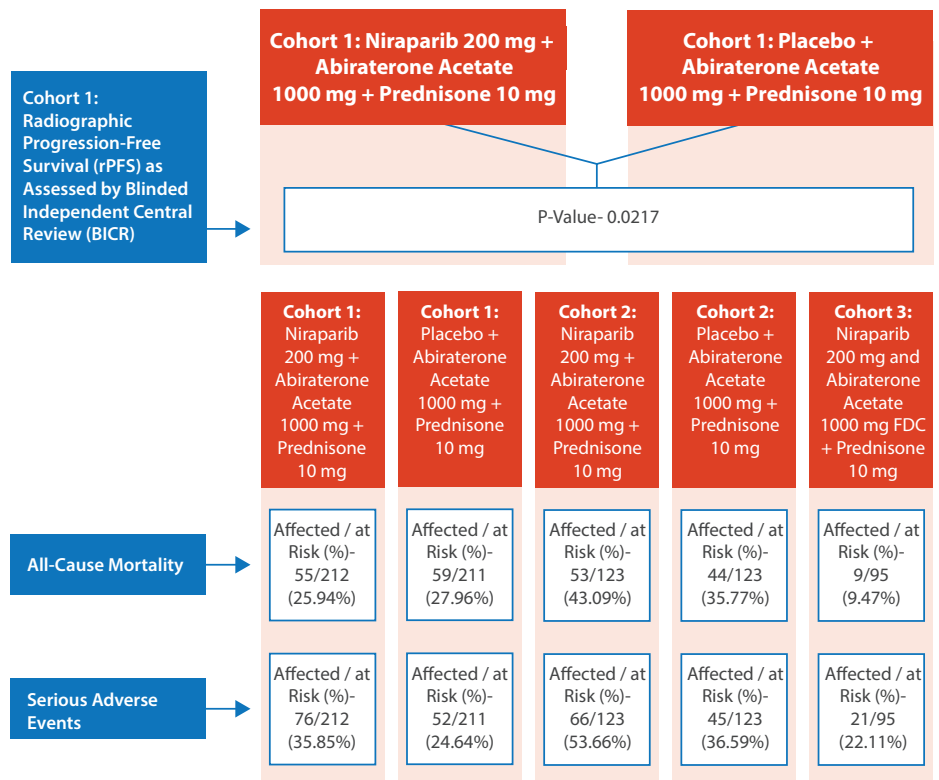 Cohort 1: Niraparib 200 mg +
Abiraterone Acetate
1000 mg + Prednisone 10 mg
Cohort 1: Placebo +
Abiraterone Acetate
1000 mg + Prednisone 10 mg
Cohort 1:
Radiographic
Progression-Free
Survival (rPFS) as
Assessed by Blinded
Independent Central
Review (BICR)
P-Value- 0.0217
Cohort 1:
Niraparib
200 mg +
Abiraterone
Acetate
1000 mg +
Prednisone
10 mg
Cohort 1:
Placebo +
Abiraterone
Acetate
1000 mg +
Prednisone
10 mg
Cohort 2:
Niraparib
200 mg +
Abiraterone
Acetate
1000 mg +
Prednisone
10 mg
Cohort 2:
Placebo +
Abiraterone
Acetate
1000 mg +
Prednisone
10 mg
Cohort 3:
Niraparib
200 mg and
Abiraterone
Acetate
1000 mg FDC
+ Prednisone
10 mg
All-Cause Mortality
Affected / at
Risk (%)-
55/212
(25.94%)
Affected / at
Risk (%)-
59/211
(27.96%)
Affected / at
Risk (%)-
53/123
(43.09%)
Affected / at
Risk (%)-
44/123
(35.77%)
Affected / at
Risk (%)-
9/95
(9.47%)
Serious Adverse
Events
Affected / at
Risk (%)-
76/212
(35.85%)
Affected / at
Risk (%)-
52/211
(24.64%)
Affected / at
Risk (%)-
66/123
(53.66%)
Affected / at
Risk (%)-
45/123
(36.59%)
Affected / at
Risk (%)-
21/95
(22.11%)